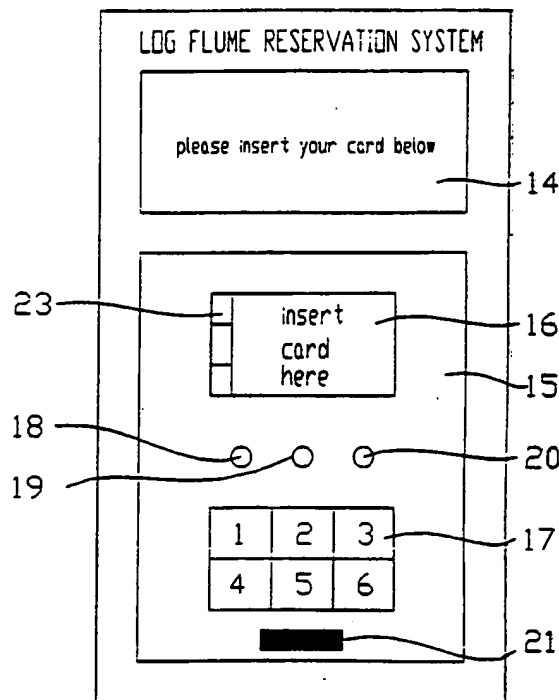 LOG FLUME RESERVATION SYSTEM
please insert your card below
14
23
insert
card
here
16
15
18
19
20
1 2 3
17
4 5 6
21